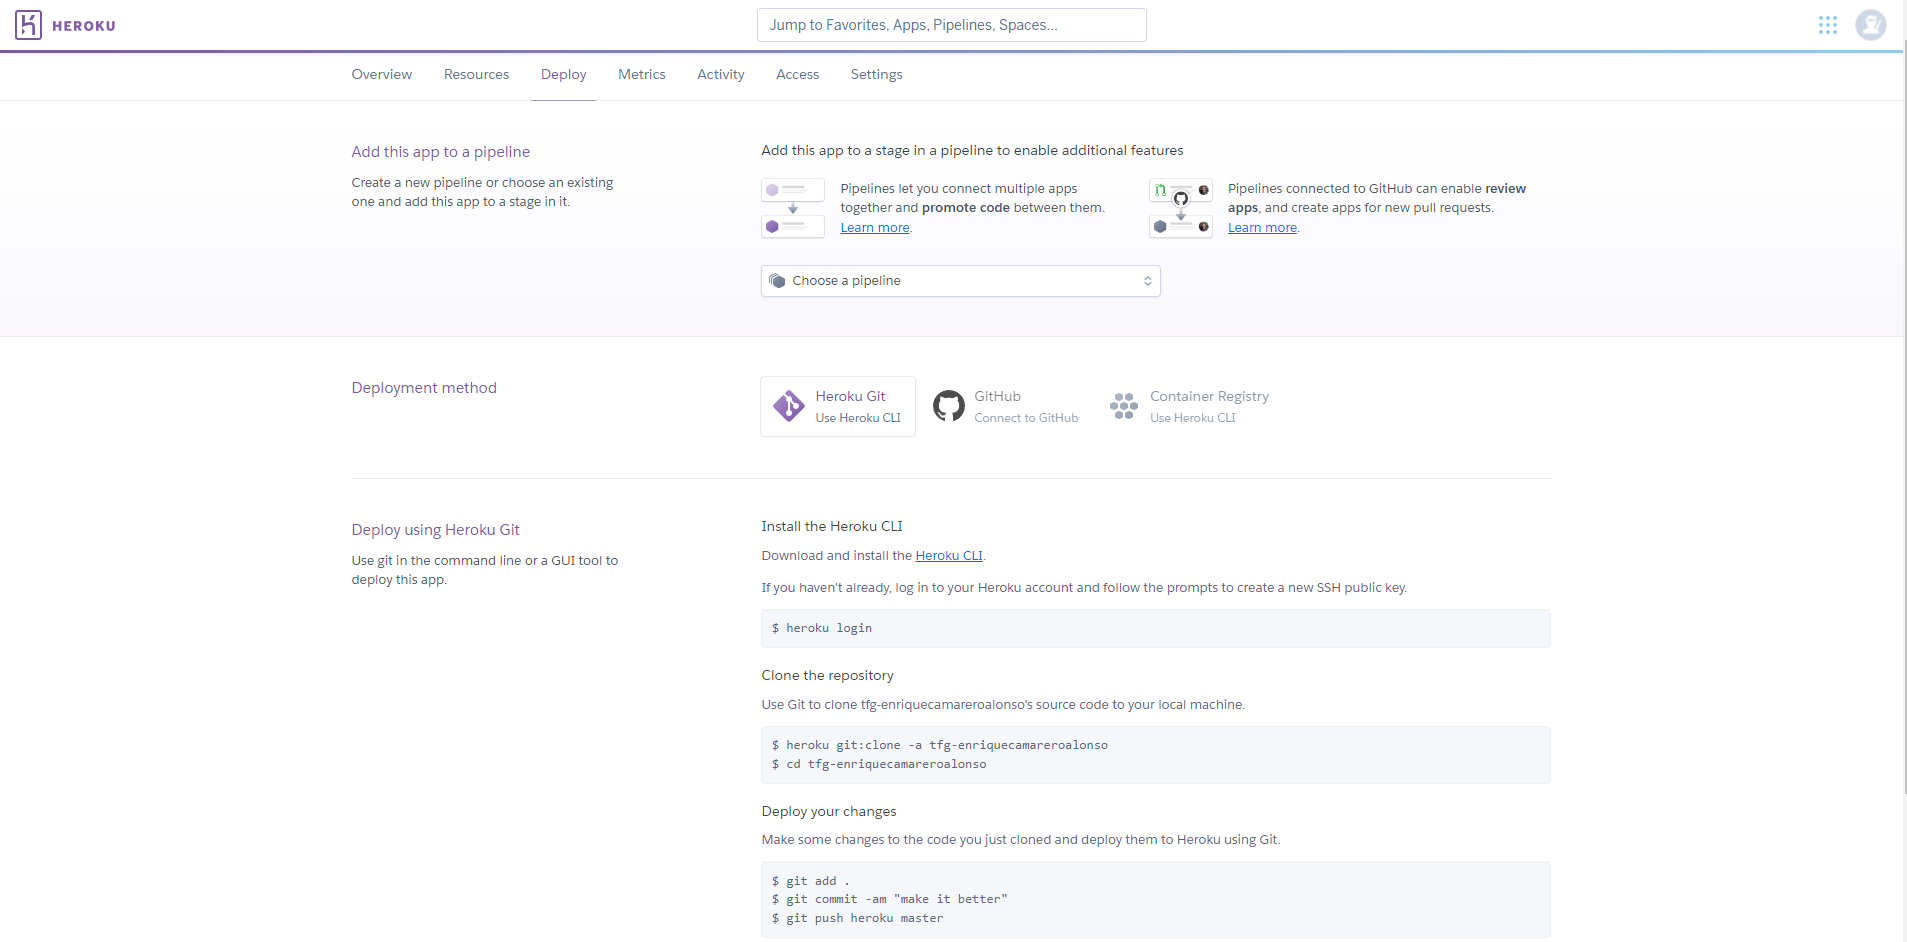 HEROKU
Jump to Favorites, Apps, Pipelines, Spaces...
Overview Resources Deploy Metrics Activity Access Settings
Add this app to a pipeline
Create a new pipeline or choose an existing
one and add this app to a stage in it.
Add this app to a stage in a pipeline to enable additional features
Pipelines let you connect multiple apps
together and promote code between them.
Learn more.
Pipelines connected to GitHub can enable review
apps, and create apps for new pull requests.
Learn more.
Choose a pipeline
Deployment method
Heroku Git
Use Heroku CLI
GitHub
Connect to GitHub
Container Registry
Use Heroku CLI
Deploy using Heroku Git
Use git in the command line or a GUI tool to
deploy this app.
Install the Heroku CLI
Download and install the Heroku CLI.
If you haven't already, log in to your Heroku account and follow the prompts to create a new SSH public key.
$ heroku login
Clone the repository
Use Git to clone tfg-enriquecamareroalonso's source code to your local machine.
$ heroku git:clone -a tfg-enriquecamareroalonso
$ cd tfg-enriquecamareroalonso
Deploy your changes
Make some changes to the code you just cloned and deploy them to Heroku using Git.
$ git add .
$ git commit -am "make it better"
$ git push heroku master